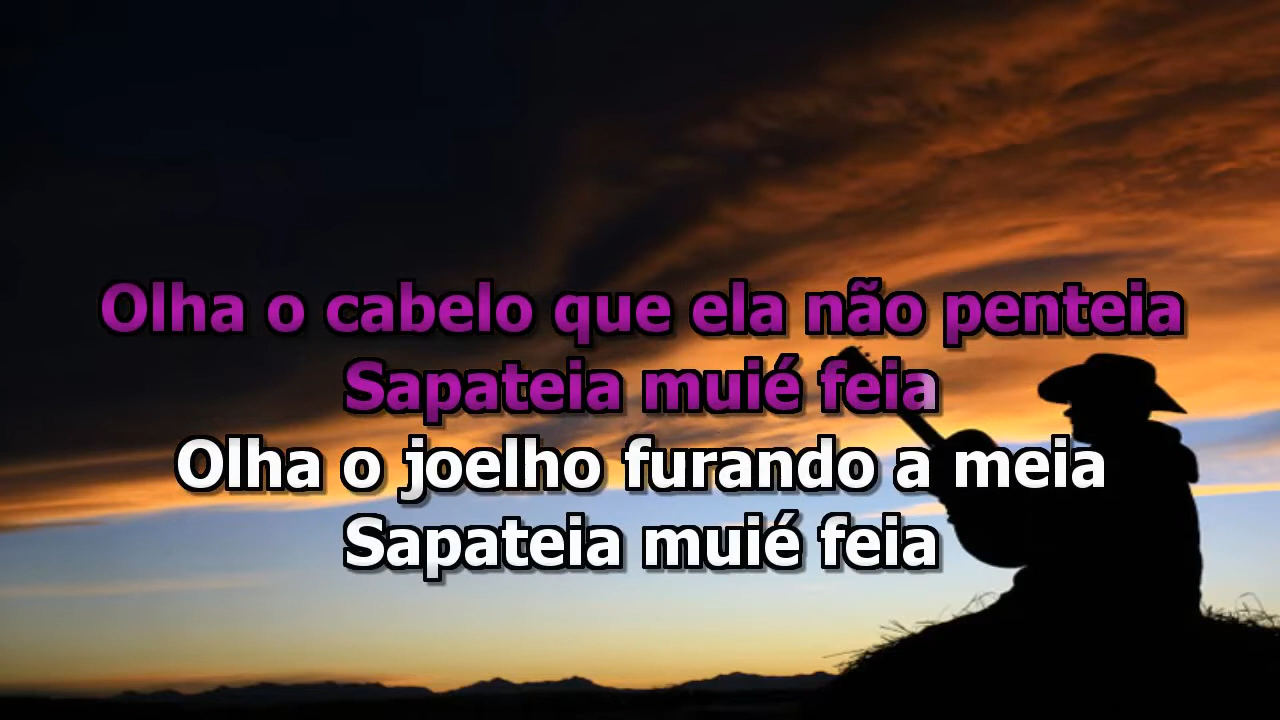 Olha o cabelo que ela não penteia
Sapateia muié feia
Olha o joelho furando a meia
Sapateia muié feia